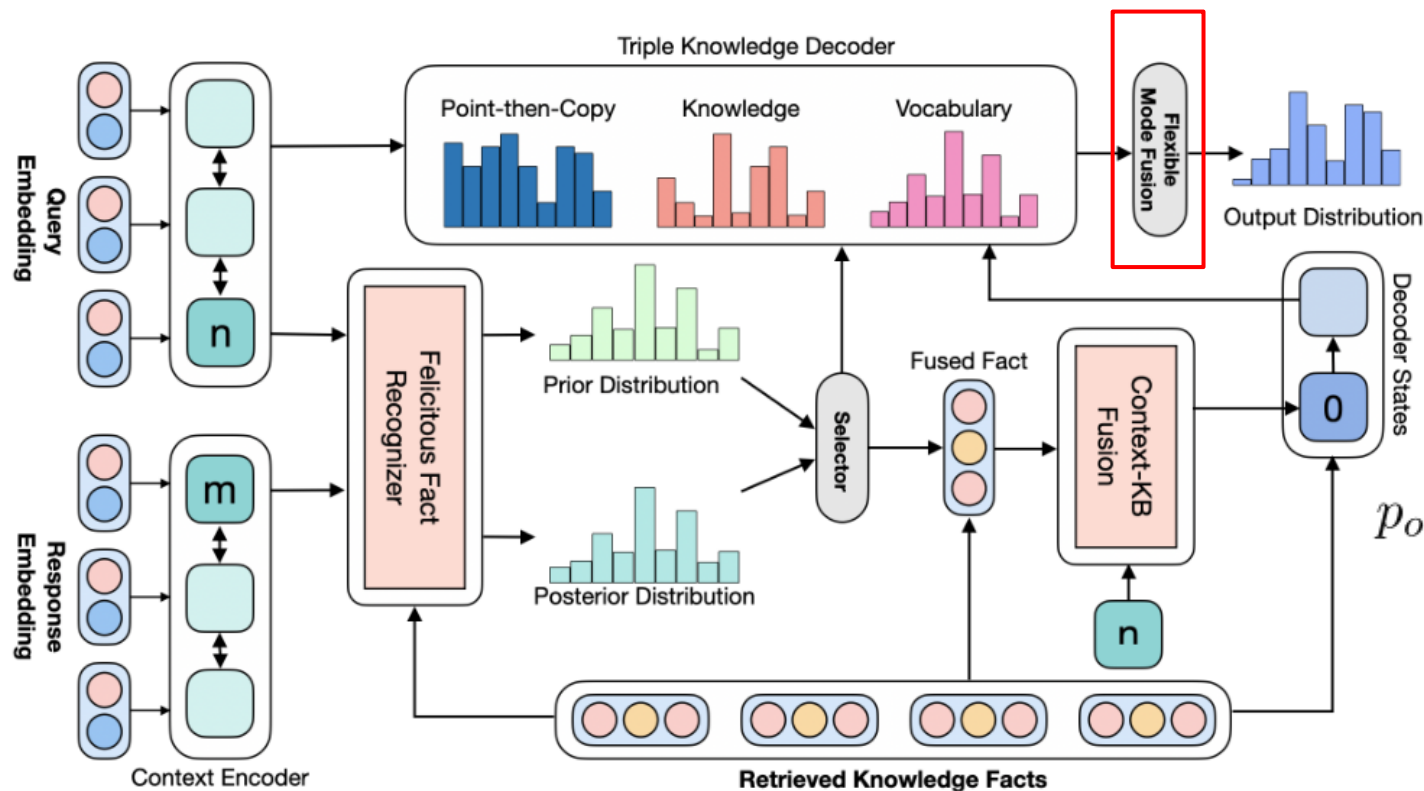 Triple Knowledge Decoder
Point-then-Copy
Knowledge
Vocabulary
Flexible
Mode Fusion
Output Distribution
Query
Embedding
n
Felicitous Fact
Recognizer
Prior Distribution
Posterior Distribution
Selector
Fused Fact
Context-KB
Fusion
n
0
Decoder States
p_o
Response
Embedding
m
Context Encoder
Retrieved Knowledge Facts